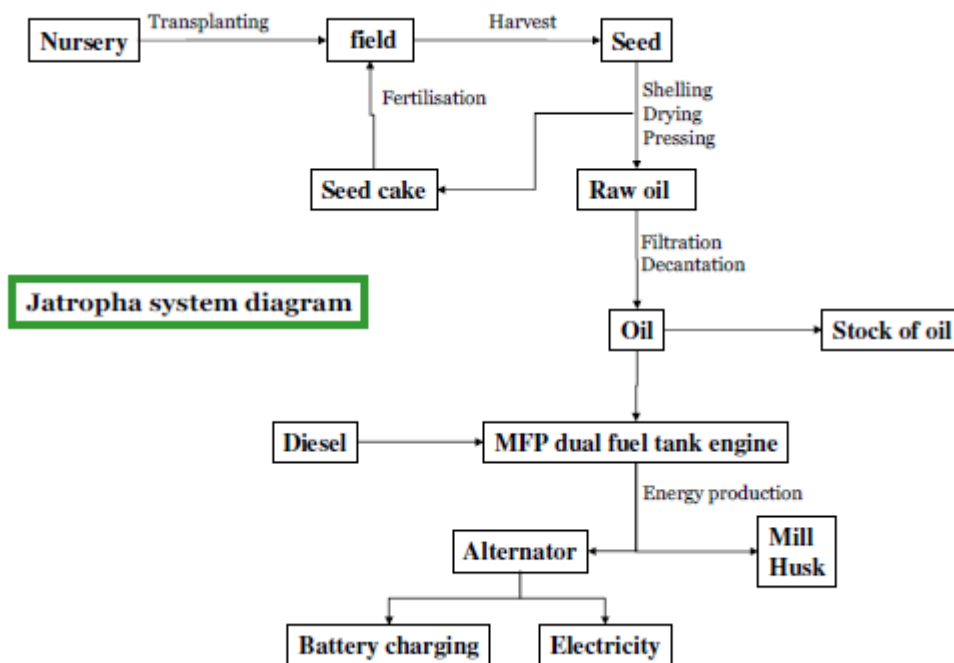 Nursery
Transplanting
field
Harvest
Seed
Fertilisation
Shelling
Drying
Pressing
Seed cake
Raw oil
Filtration
Decantation
Jatropha system diagram
Oil
Stock of oil
Diesel
MFP dual fuel tank engine
Energy production
Alternator
Mill
Husk
Battery charging
Electricity